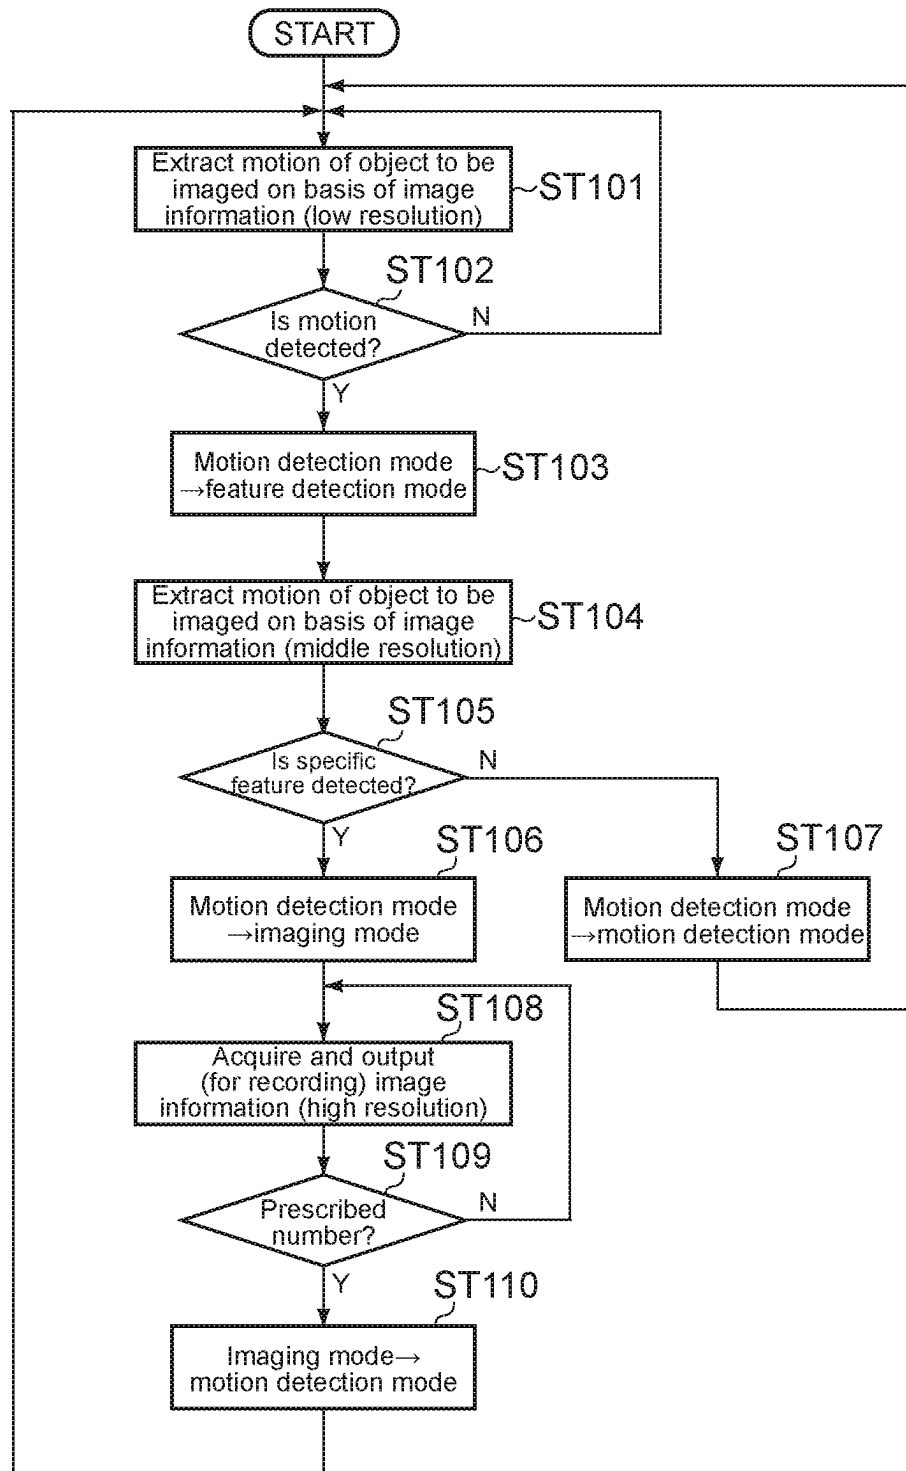 START
Extract motion of object to be
imaged on basis of image
information (low resolution)
ST101
ST102
Is motion
detected?
N
Y
Motion detection mode
→feature detection mode
ST103
Extract motion of object to be
imaged on basis of image
information (middle resolution)
ST104
ST105
Is specific
feature detected?
N
Y
ST106
Motion detection mode
→imaging mode
ST107
Motion detection mode
→motion detection mode
ST108
Acquire and output
(for recording) image
information (high resolution)
ST109
Prescribed
number?
N
Y
ST110
Imaging mode→
motion detection mode